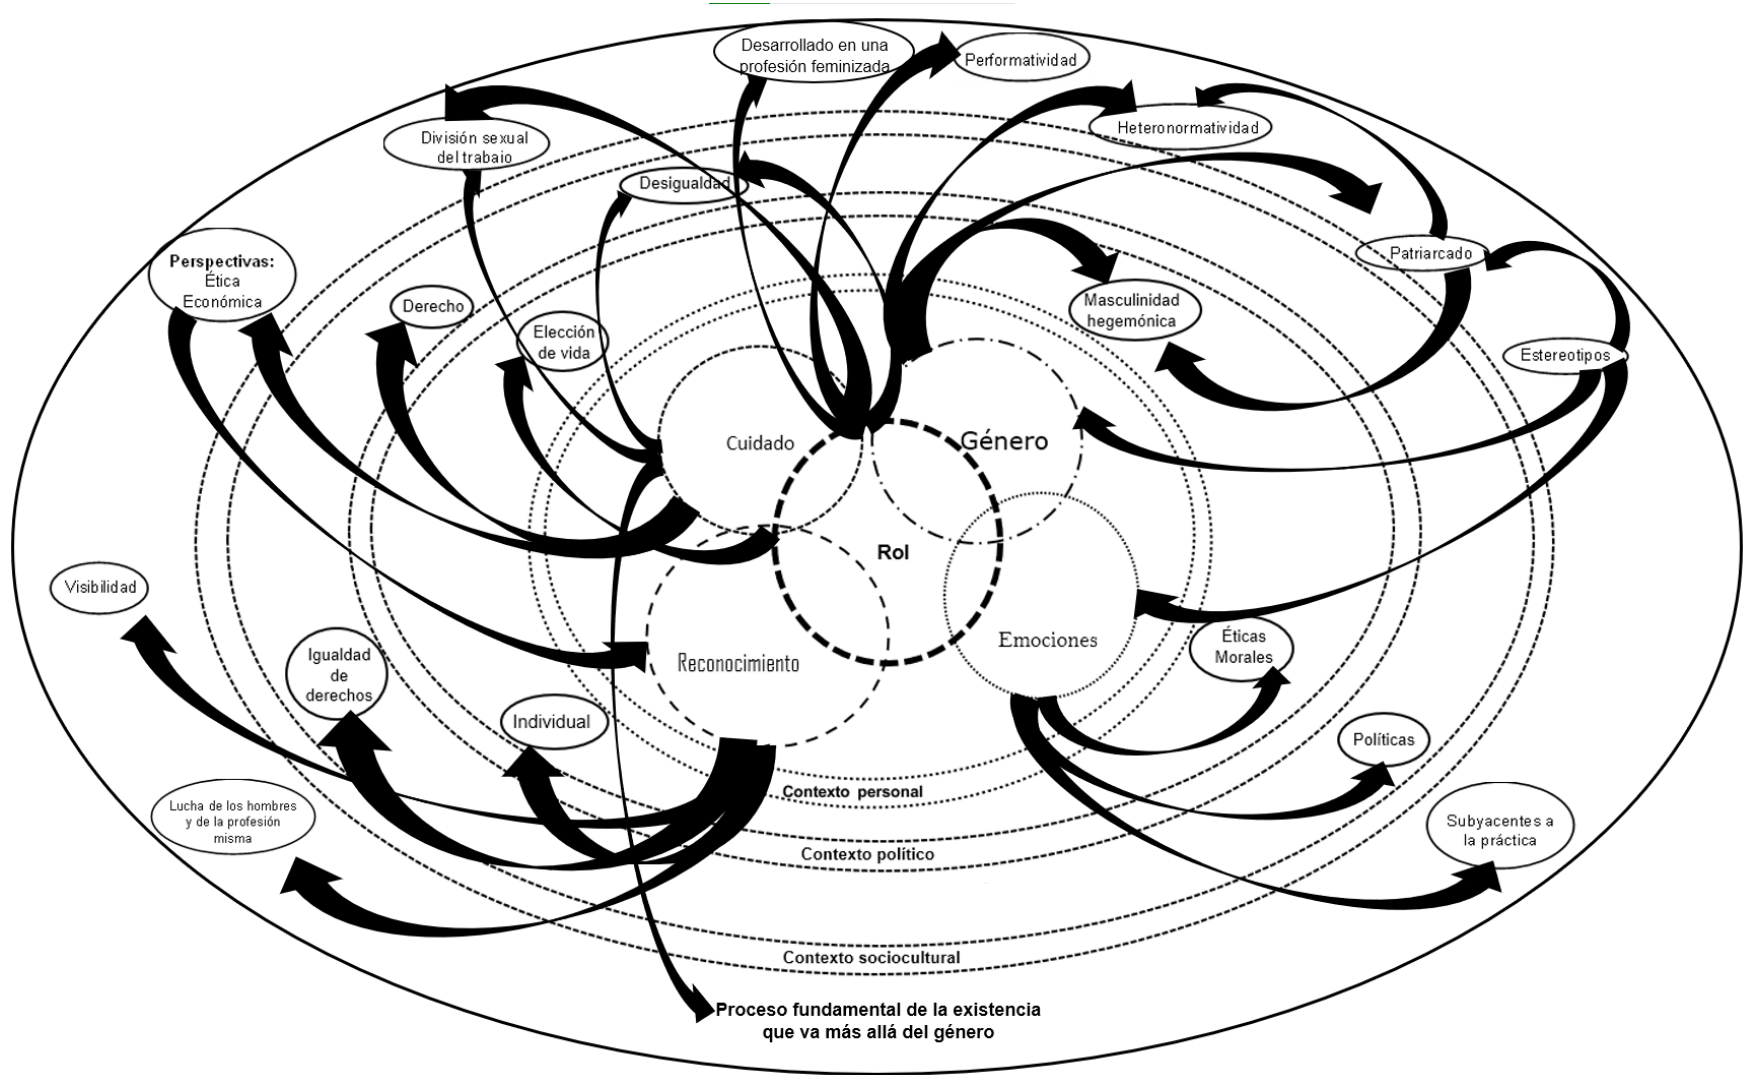 Desarrollado en una
profesión feminizada
Performatividad
Heteronormatividad
División sexual
del trabajo
Desigualdad
Patriarcado
Perspectivas:
Ética
Económica
Derecho
Elección
de vida
Masculinidad
hegemónica
Estereotipos
Cuidado
Género
Rol
Visibilidad
Emociones
Éticas
Morales
Reconocimiento
Igualdad
de
derechos
Individual
Políticas
Contexto personal
Lucha de los hombres
y de la profesión
misma
Subyacentes a
la práctica
Contexto político
Contexto sociocultural
Proceso fundamental de la existencia
que va más allá del género